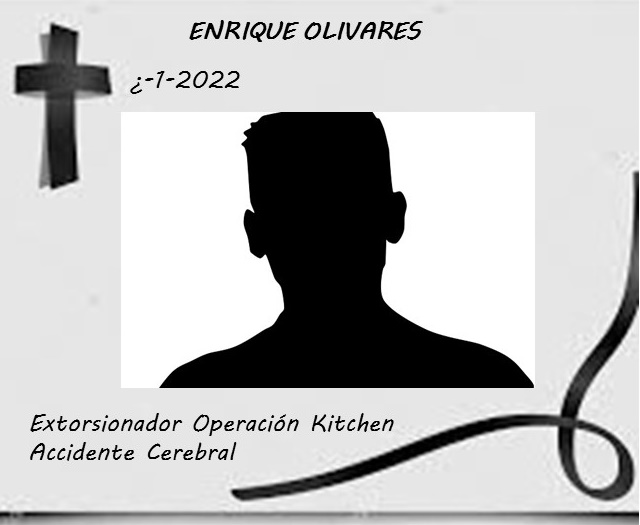 ENRIQUE OLIVARES
¿-1-2022
Extorsionador Operación Kitchen
Accidente Cerebral